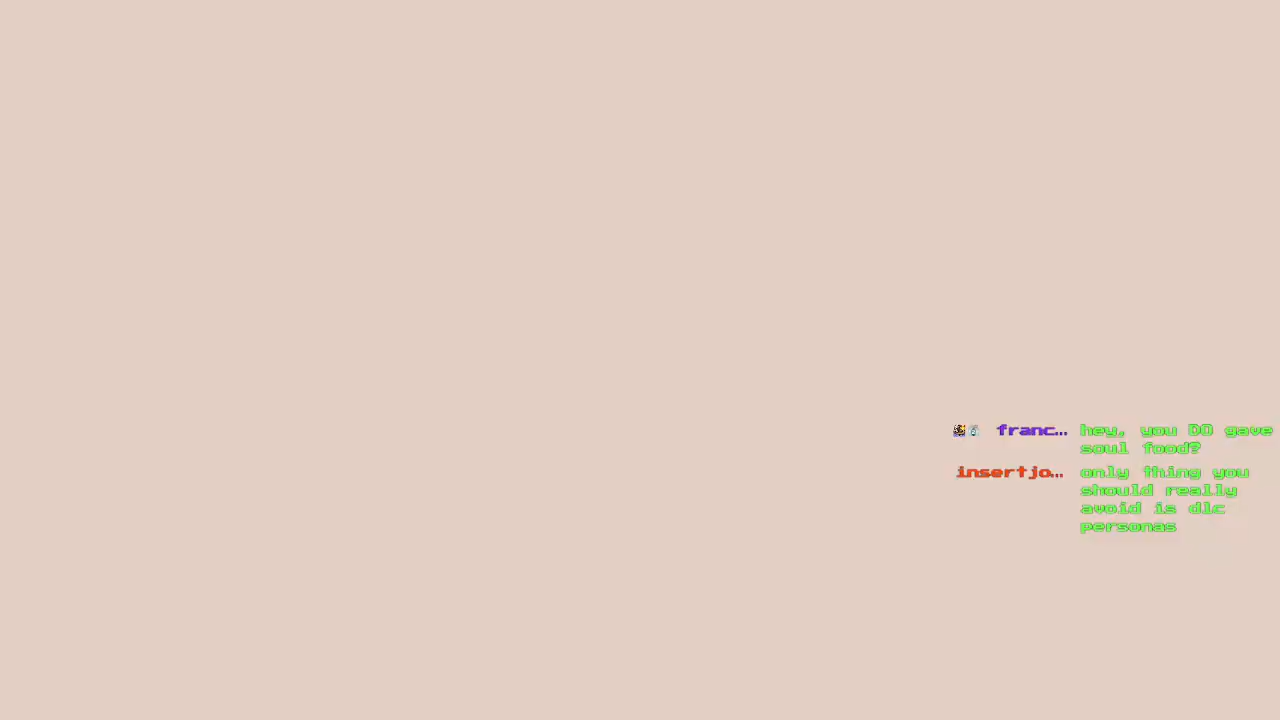 franc... hey, you DO gave
soul food?
insertjo... only thing you
should really
avoid is dlc
personas